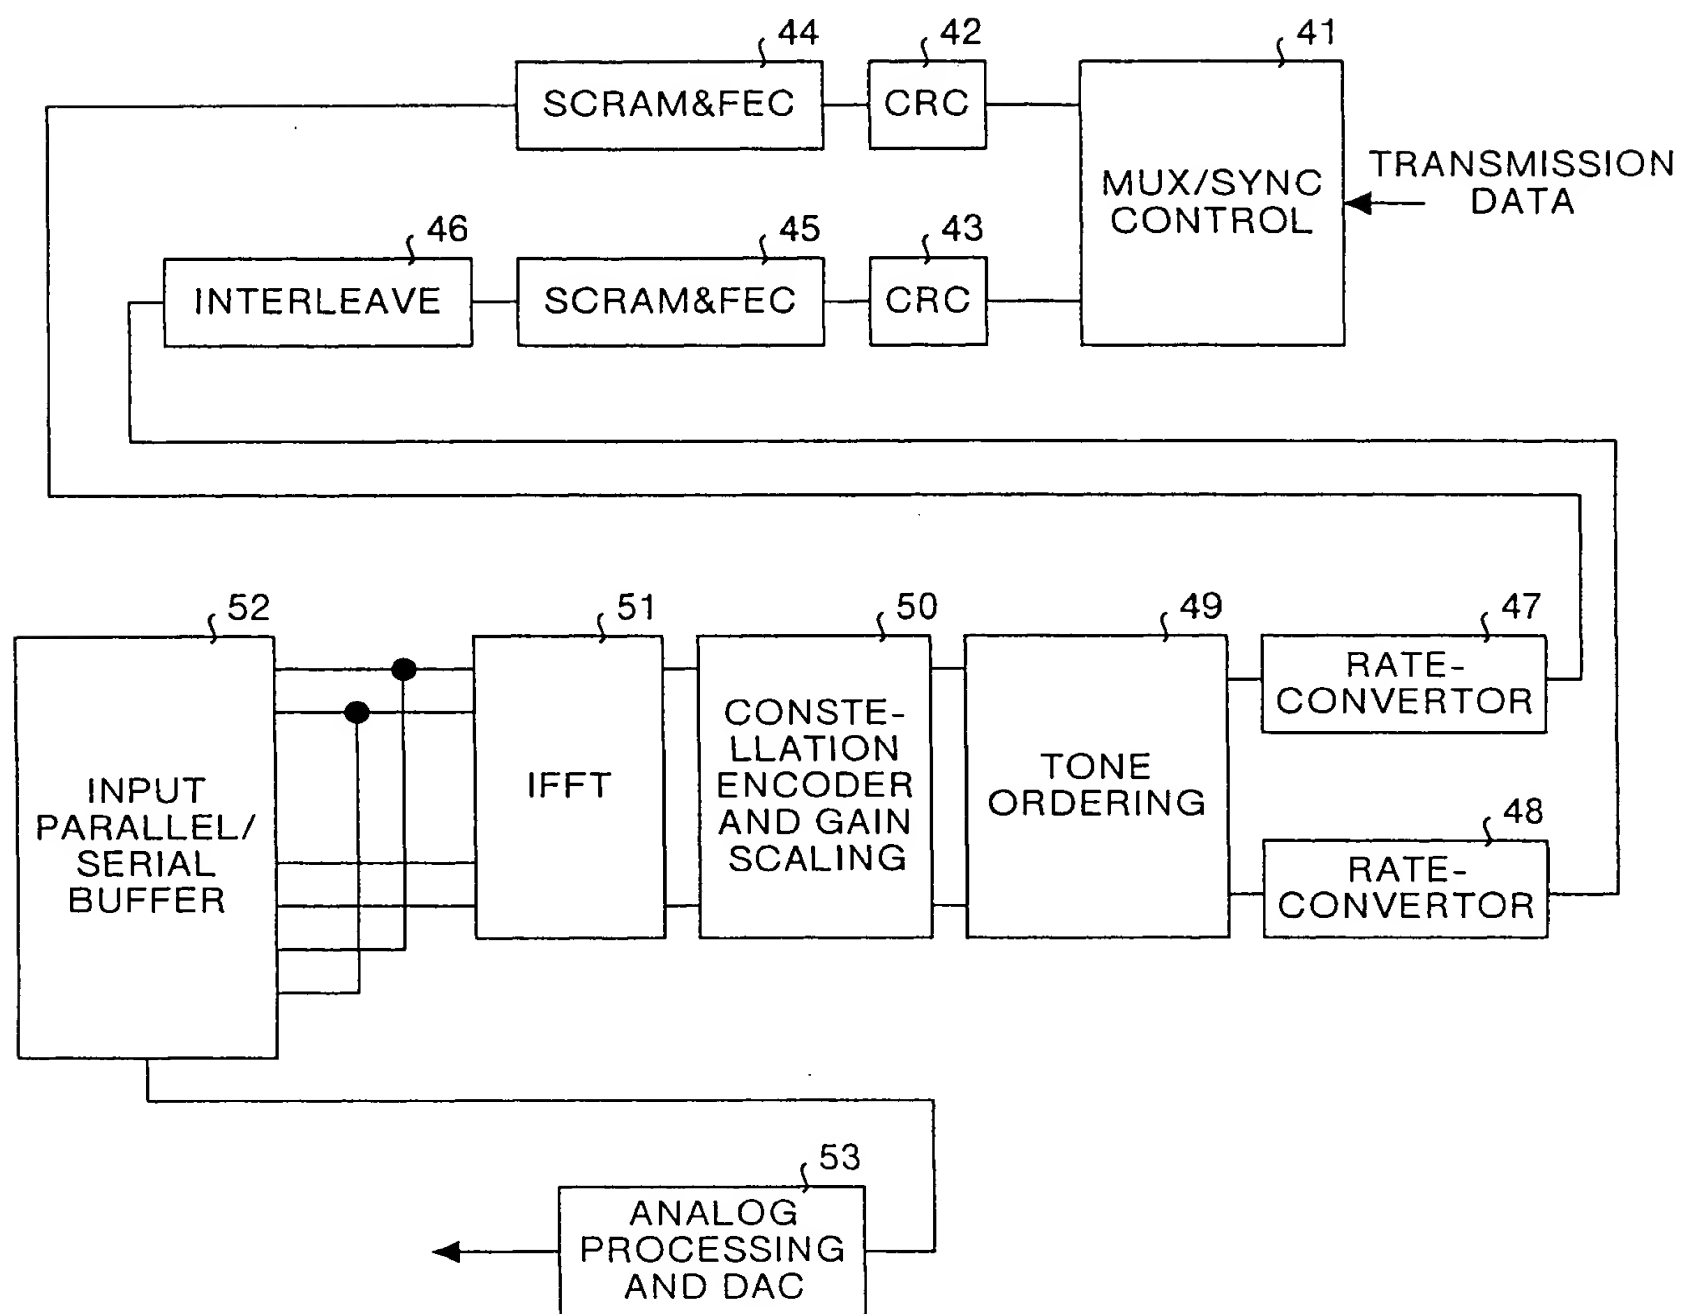 44
42
41
SCRAM&FEC
CRC
MUX/SYNC
CONTROL
TRANSMISSION
DATA
46
45
43
INTERLEAVE
SCRAM&FEC
CRC
52
51
50
49
47
INPUT
PARALLEL/
SERIAL
BUFFER
IFFT
CONSTE-
LLATION
ENCODER
AND GAIN
SCALING
TONE
ORDERING
RATE-
CONVERTOR
48
RATE-
CONVERTOR
53
ANALOG
PROCESSING
AND DAC